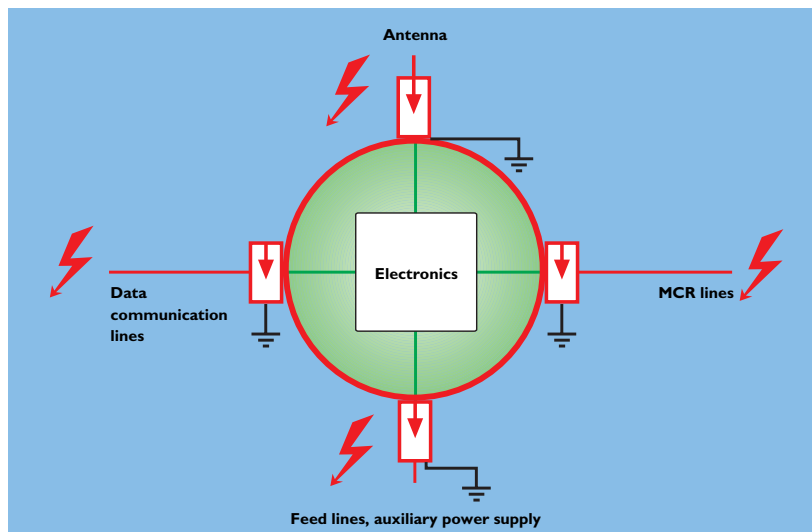 Antenna
Electronics
Data
communication
lines
MCR lines
Feed lines, auxiliary power supply